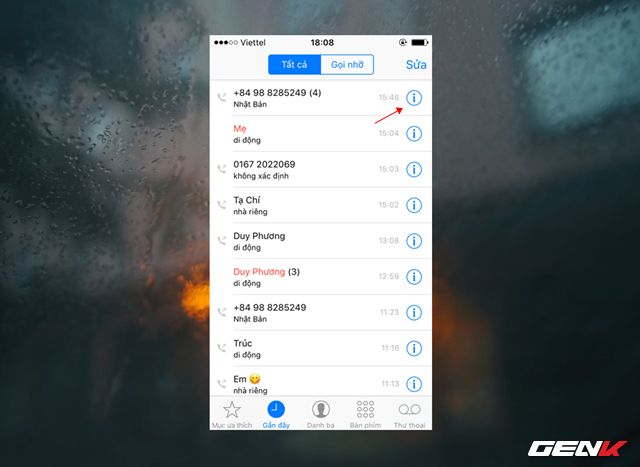 Viettel 18:08
Tất cả Gọi nhỡ Sửa
+84 98 8285249 (4)
Nhật Bản
15:46
Mẹ
di động
15:04
0167 2022069
không xác định
15:03
Tạ Chí
nhà riêng
15:02
Duy Phương
di động
13:08
Duy Phương (3)
di động
12:59
+84 98 8285249
Nhật Bản
11:23
Trúc
di động
11:16
Em 😋
nhà riêng
11:13
Mục ưa thích Gần đây Danh bạ Bàn phím Thư thoại
GENK